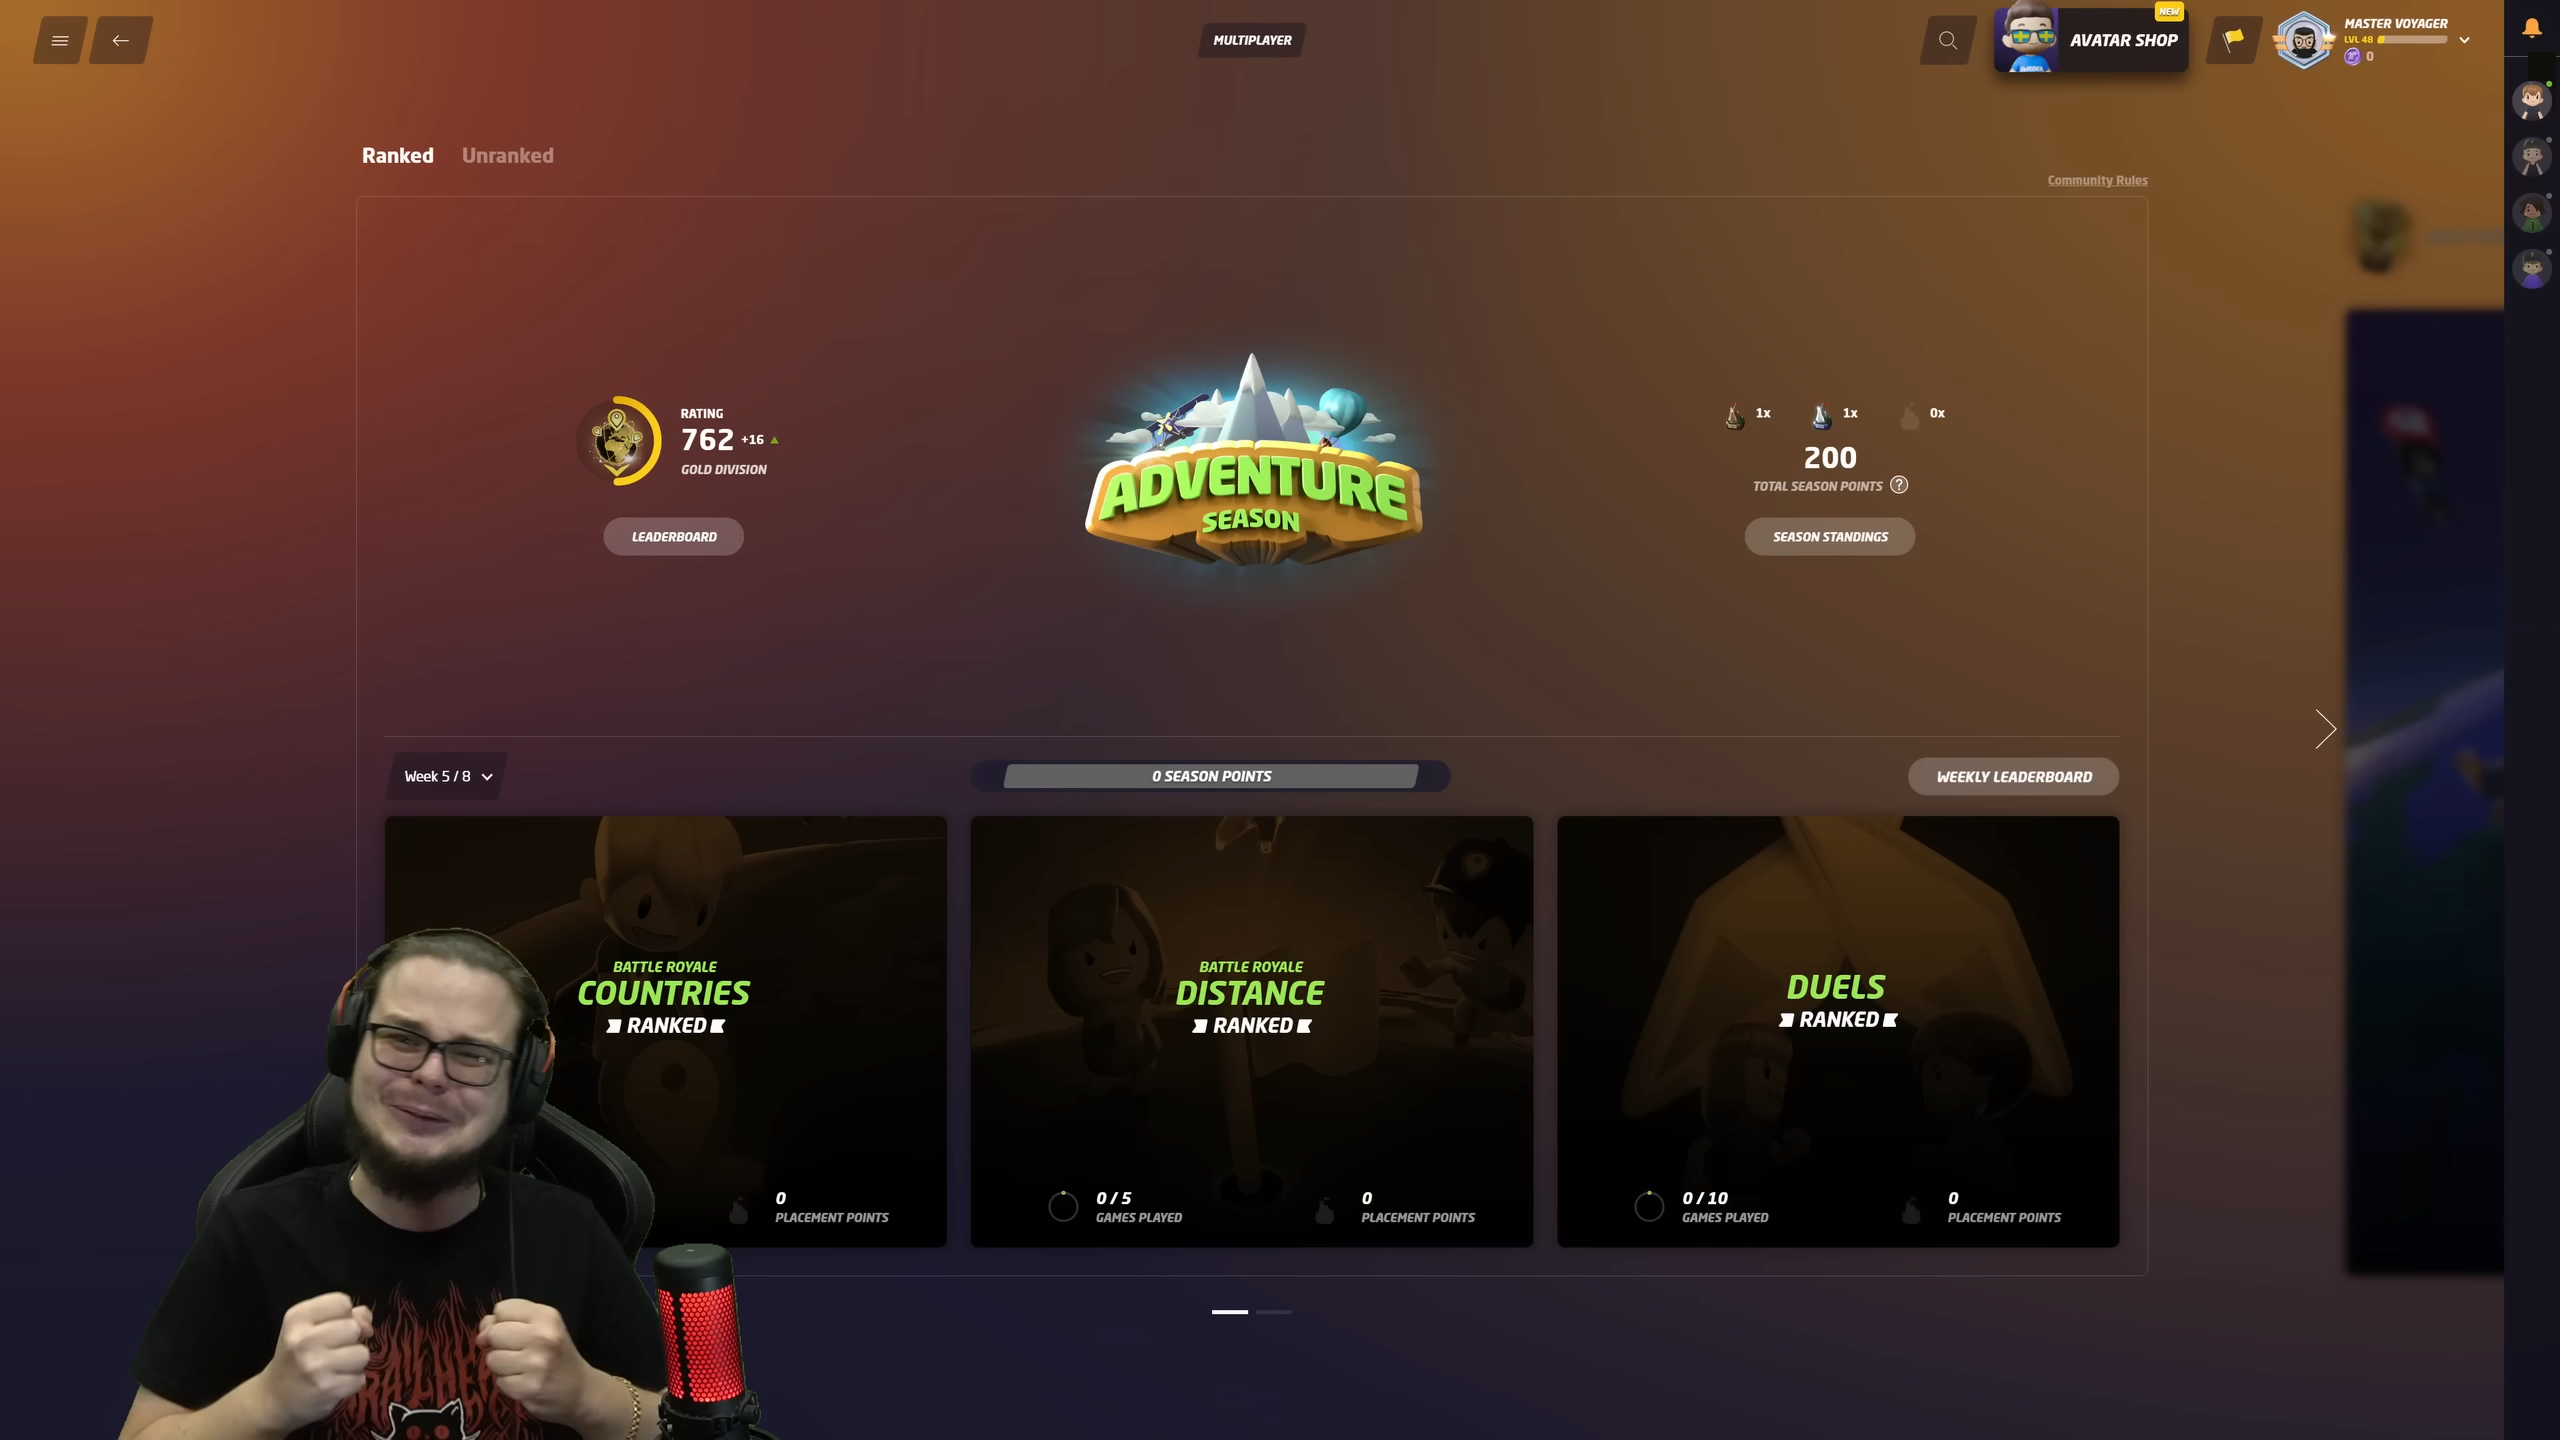 MULTIPLAYER
NEW
AVATAR SHOP
MASTER VOYAGER
LVL 48
0
Ranked
Unranked
Community Rules
RATING
762 +16
GOLD DIVISION
LEADERBOARD
ADVENTURE
SEASON
1x
1x
0x
200
TOTAL SEASON POINTS ?
SEASON STANDINGS
Week 5 / 8
0 SEASON POINTS
WEEKLY LEADERBOARD
BATTLE ROYALE
COUNTRIES
RANKED
0
PLACEMENT POINTS
BATTLE ROYALE
DISTANCE
RANKED
0 / 5
GAMES PLAYED
0
PLACEMENT POINTS
DUELS
RANKED
0 / 10
GAMES PLAYED
0
PLACEMENT POINTS